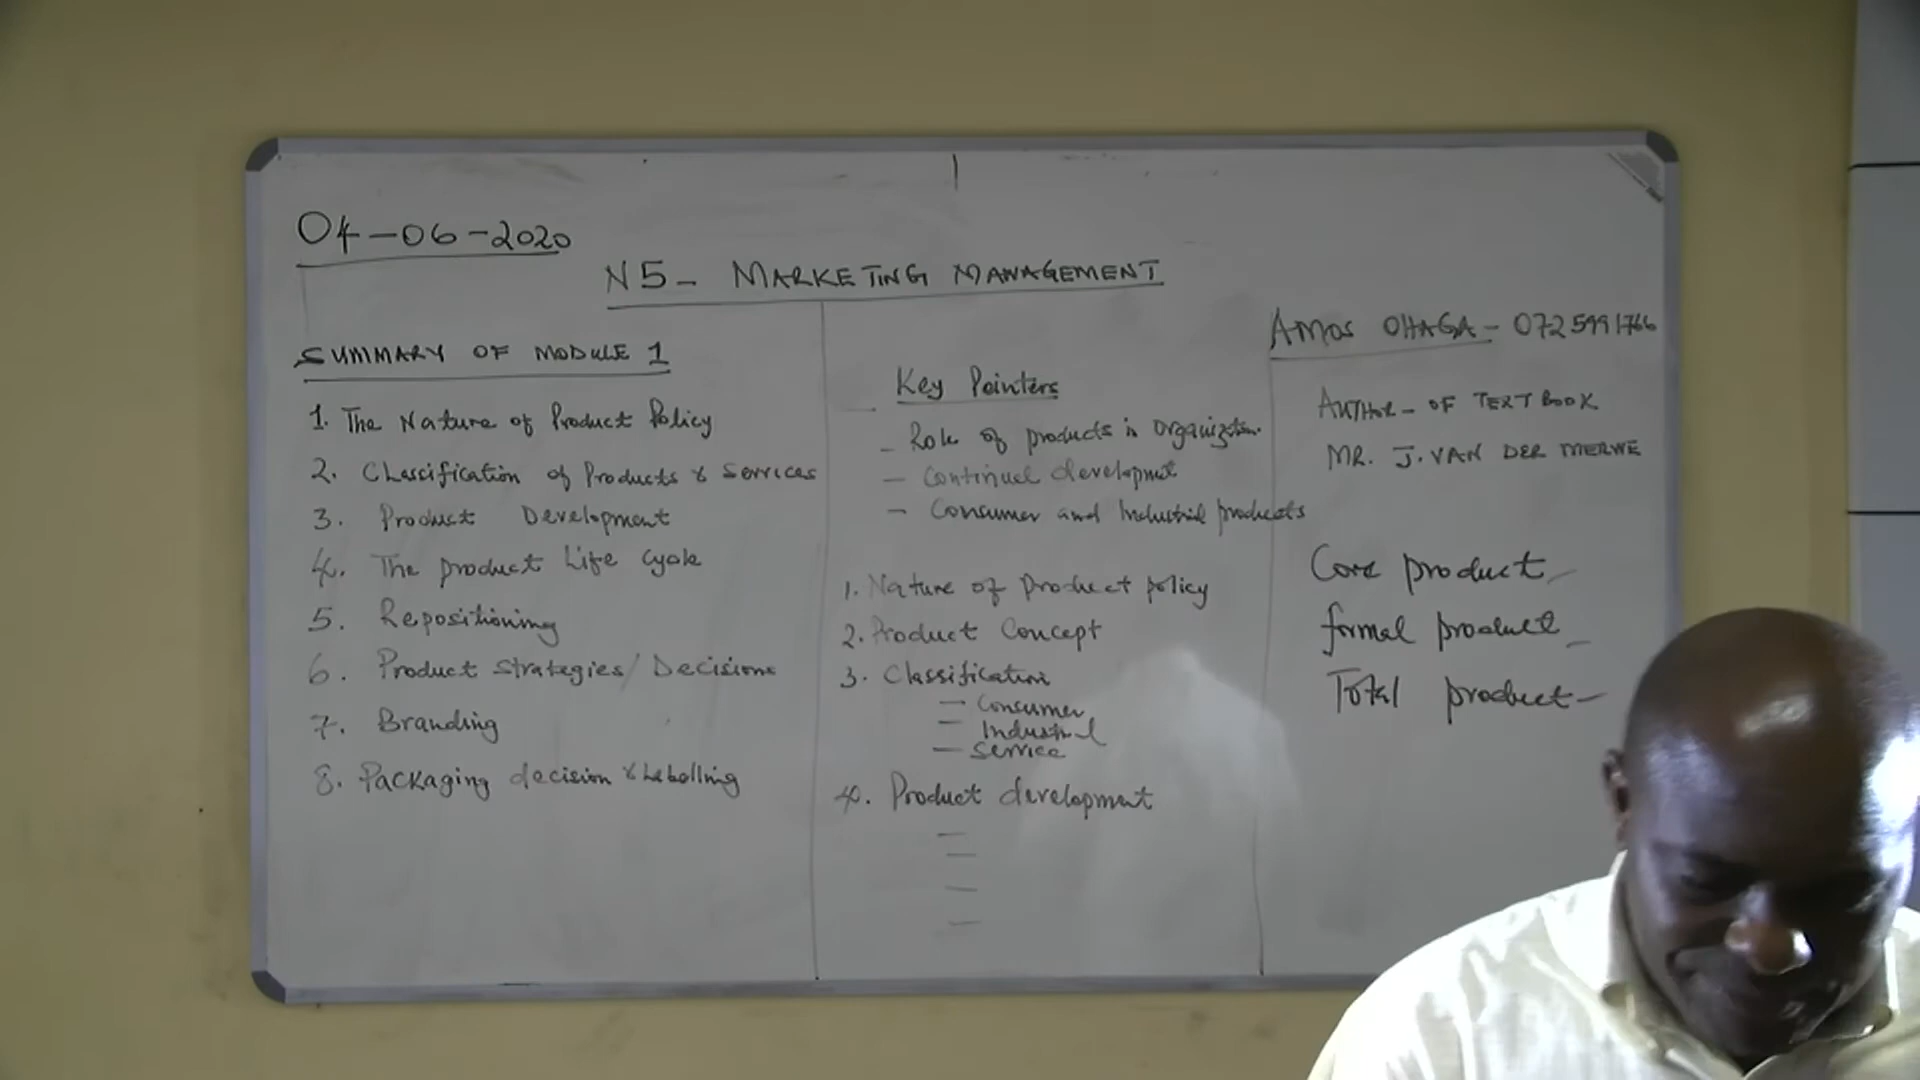 04-06-2020
N5- MARKETING MANAGEMENT
SUMMARY OF MODULE 1
1. The Nature of Product Policy
2. Classification of Products & Services
3. Product Development
4. The product Life cycle
5. Repositioning
6. Product strategies/Decisions
7. Branding
8. Packaging decision & Labelling
Key Pointers
- Role of products in Organization
- Continual development
- Consumer and Industrial products
1. Nature of product policy
2. Product Concept
3. Classification
- Consumer
- Industrial
- Service
4. Product development
AMOS OHAGA - 0725991766
AUTHOR - OF TEXTBOOK
MR. J. VAN DER MERWE
Core product -
formal product -
Total product -